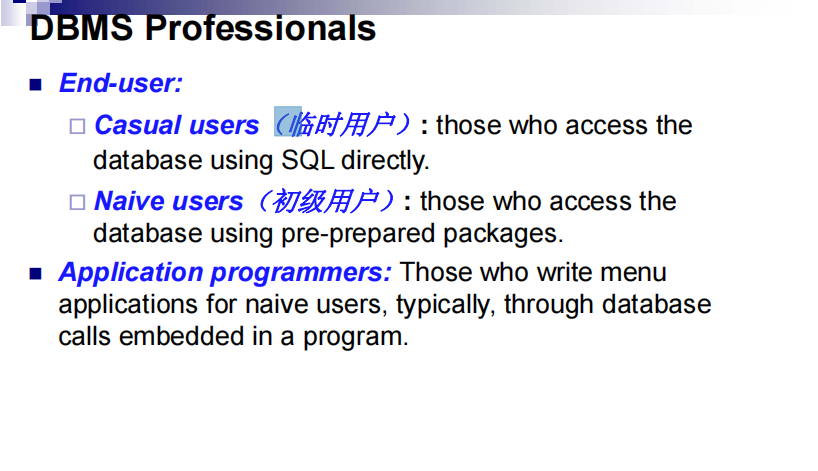 DBMS Professionals
End-user:
Casual users（临时用户）: those who access the
database using SQL directly.
Naive users（初级用户）: those who access the
database using pre-prepared packages.
Application programmers: Those who write menu
applications for naive users, typically, through database
calls embedded in a program.